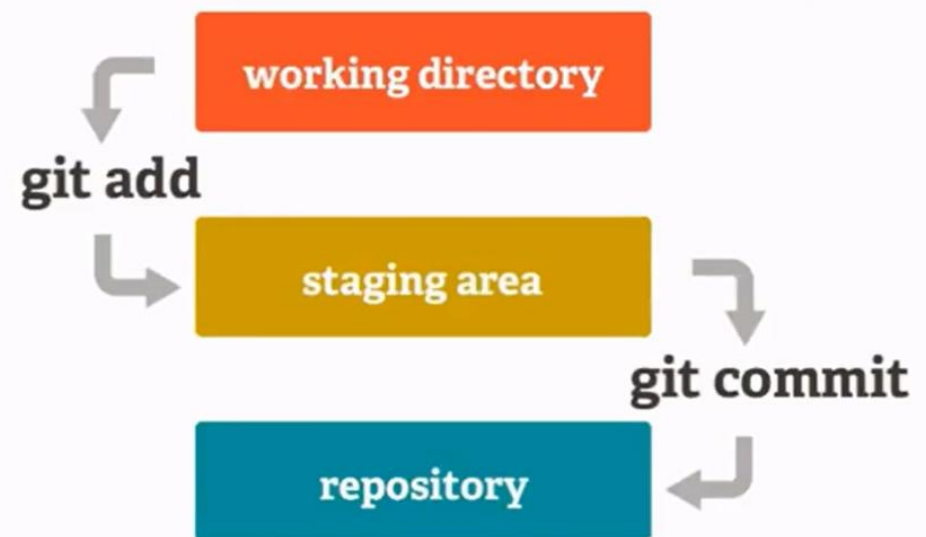 working directory
git add
staging area
git commit
repository